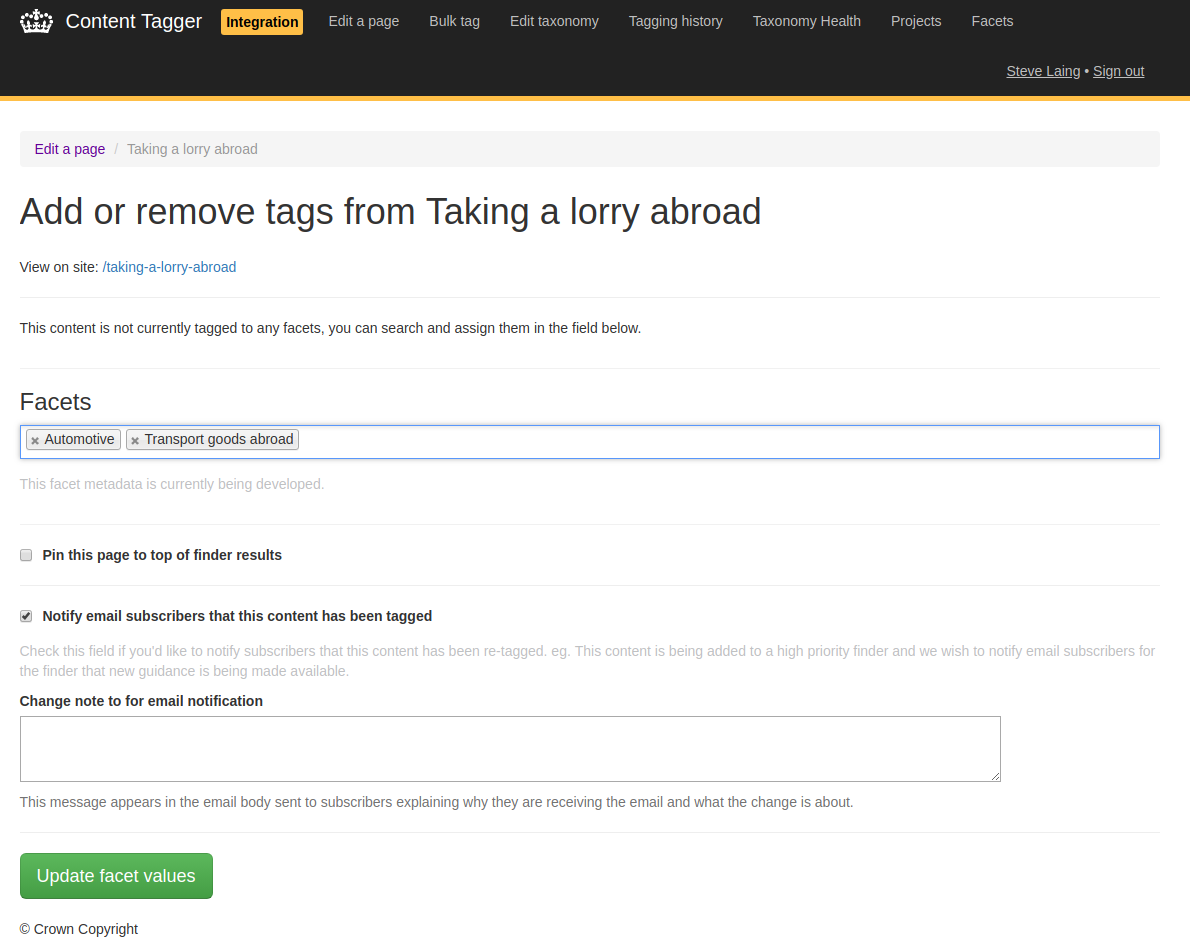 Content Tagger Integration Edit a page Bulk tag Edit taxonomy Tagging history Taxonomy Health Projects Facets
Steve Laing • Sign out
Edit a page / Taking a lorry abroad
Add or remove tags from Taking a lorry abroad
View on site: /taking-a-lorry-abroad
This content is not currently tagged to any facets, you can search and assign them in the field below.
Facets
× Automotive × Transport goods abroad
This facet metadata is currently being developed.
Pin this page to top of finder results
Notify email subscribers that this content has been tagged
Check this field if you'd like to notify subscribers that this content has been re-tagged. eg. This content is being added to a high priority finder and we wish to notify email subscribers for
the finder that new guidance is being made available.
Change note to for email notification
This message appears in the email body sent to subscribers explaining why they are receiving the email and what the change is about.
Update facet values
© Crown Copyright